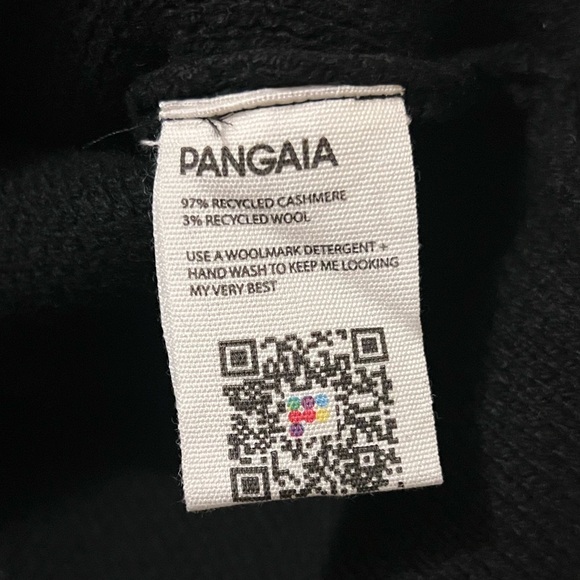 PANGAIA
97% RECYCLED CASHMERE
3% RECYCLED WOOL
USE A WOOLMARK DETERGENT +
HAND WASH TO KEEP ME LOOKING
MY VERY BEST